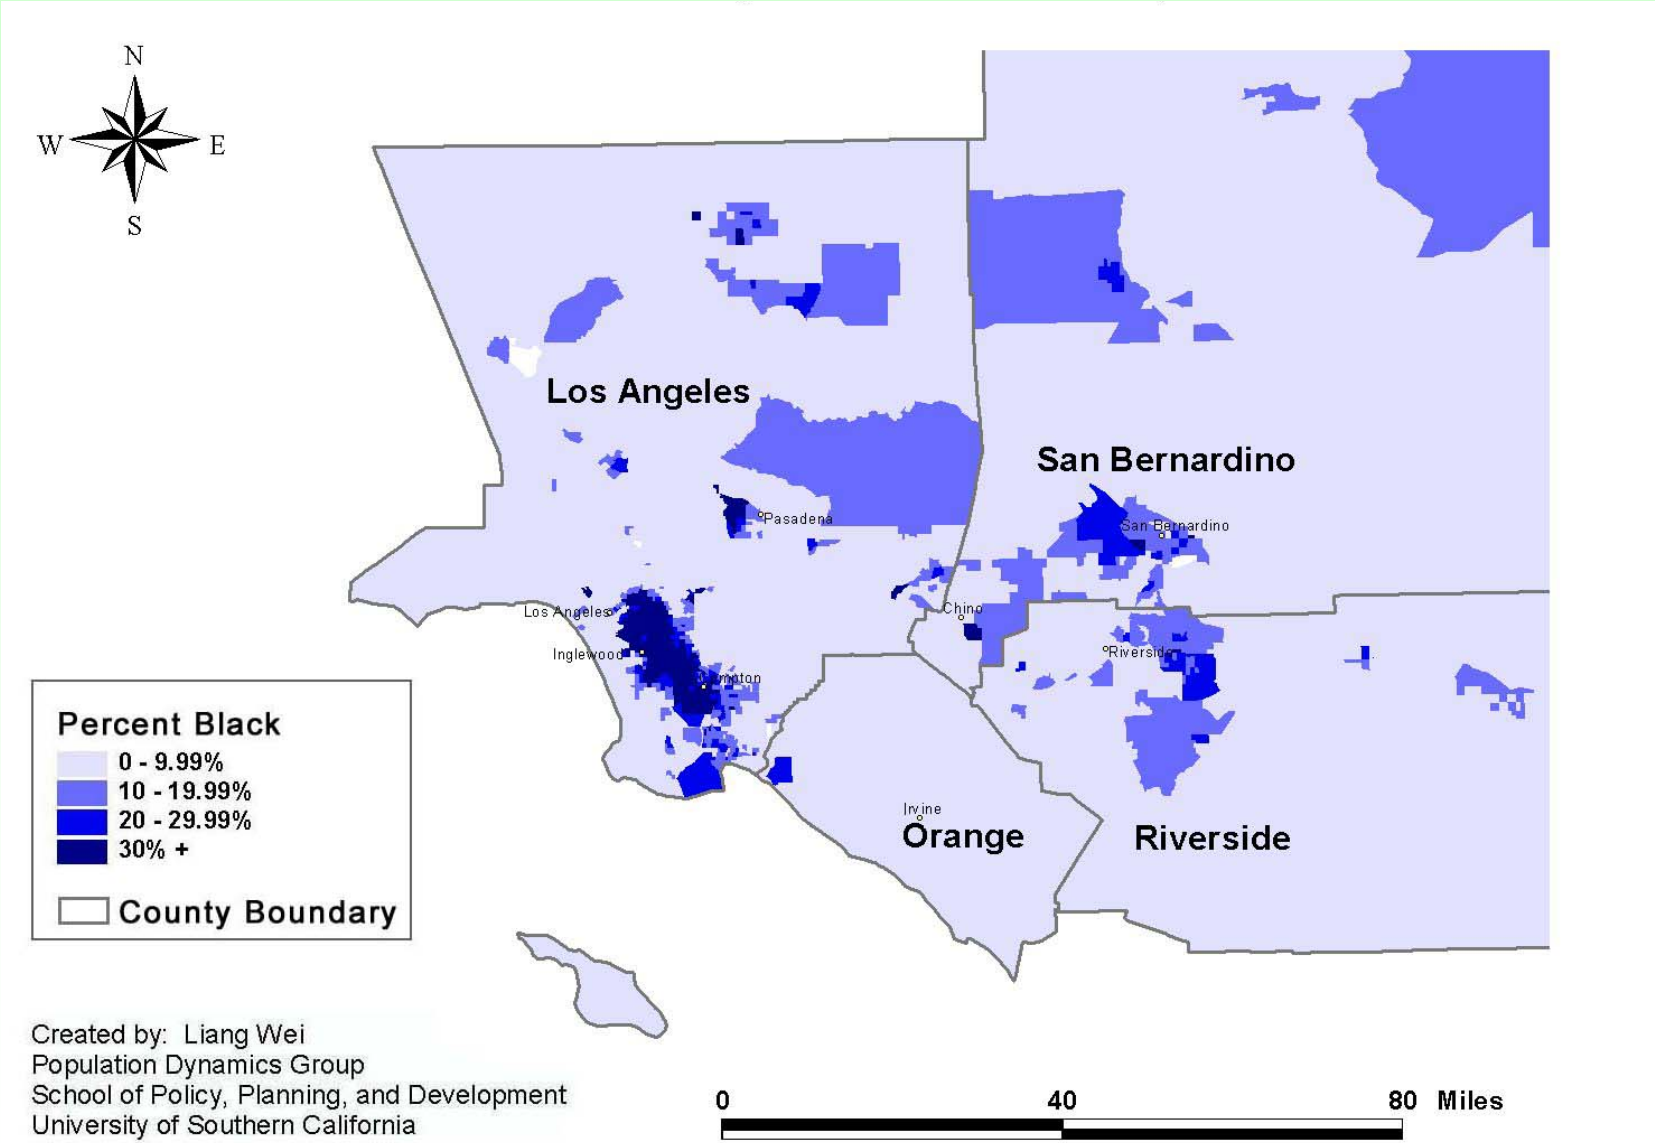 N
W E
S
Los Angeles
San Bernardino
San Bernardino
Pasadena
Chino
Los Angeles
Inglewood
Riverside
Compton
Irvine
Orange
Riverside
Percent Black
0 - 9.99%
10 - 19.99%
20 - 29.99%
30% +
County Boundary
Created by: Liang Wei
Population Dynamics Group
School of Policy, Planning, and Development
University of Southern California
0 40 80 Miles